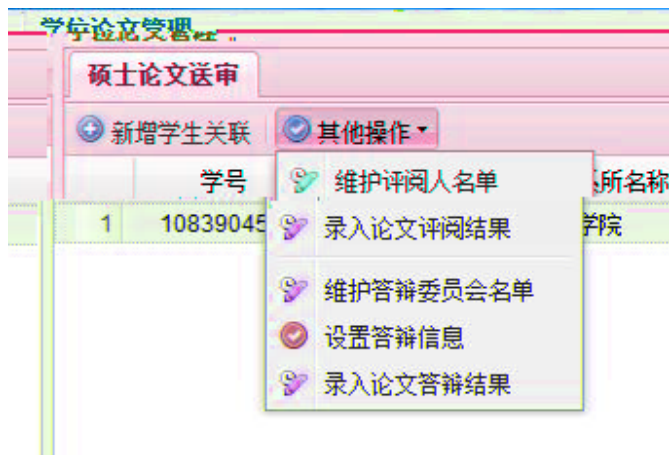 学位论文管理
硕士论文送审
新增学生关联 其他操作
学号 所名称
维护评阅人名单
1 10839045 学院
录入论文评阅结果
维护答辩委员会名单
设置答辩信息
录入论文答辩结果